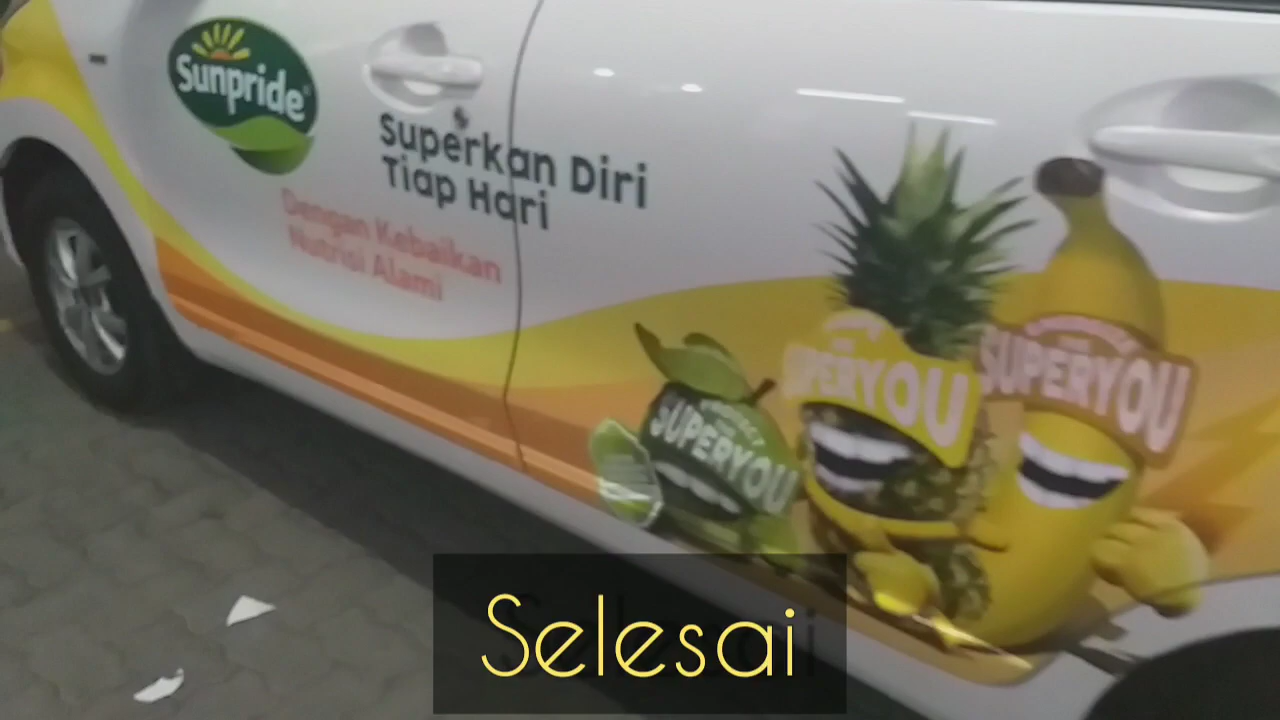 Sunpride
Superkan Diri
Tiap Hari
Dengan Kebaikan
Nutrisi Alami
SUPERYOU
SUPERYOU
SUPERYOU
Selesai